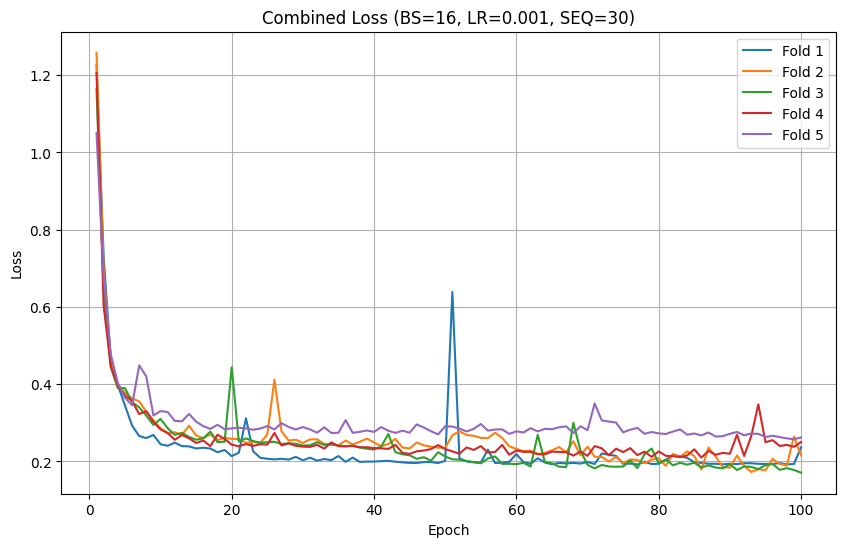 Combined Loss (BS=16, LR=0.001, SEQ=30)
Fold 1
Fold 2
Fold 3
Fold 4
Fold 5
Loss
1.2
1.0
0.8
0.6
0.4
0.2
0
20
40
60
80
100
Epoch